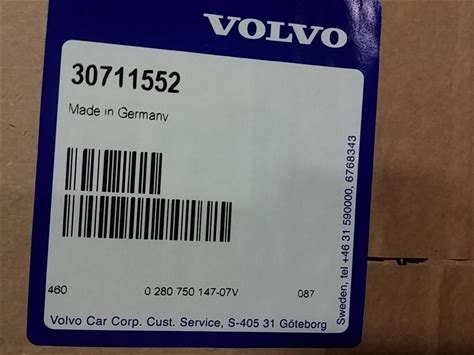 VOLVO
30711552
Made in Germany
460 0 280 750 147-07V 087
Volvo Car Corp. Cust. Service, S-405 31 Göteborg
Sweden, tel +46 31 590000, 6768343